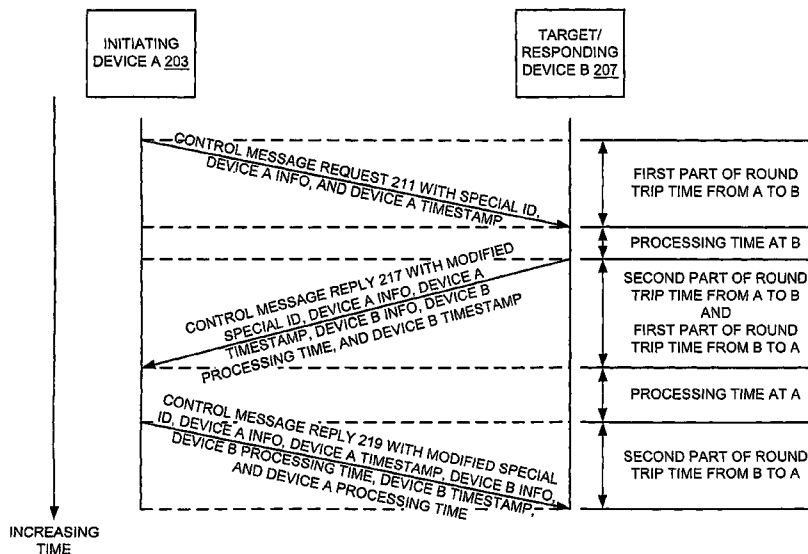 INITIATING
DEVICE A 203
TARGET/
RESPONDING
DEVICE B 207
CONTROL MESSAGE REQUEST 211 WITH SPECIAL ID,
DEVICE A INFO, AND DEVICE A TIMESTAMP
FIRST PART OF ROUND
TRIP TIME FROM A TO B
PROCESSING TIME AT B
CONTROL MESSAGE REPLY 217 WITH MODIFIED
SPECIAL ID, DEVICE A INFO, DEVICE A
TIMESTAMP, DEVICE B INFO, DEVICE B
PROCESSING TIME, AND DEVICE B TIMESTAMP
SECOND PART OF ROUND
TRIP TIME FROM A TO B
AND
FIRST PART OF ROUND
TRIP TIME FROM B TO A
PROCESSING TIME AT A
CONTROL MESSAGE REPLY 219 WITH MODIFIED SPECIAL
ID, DEVICE A INFO, DEVICE A TIMESTAMP, DEVICE B INFO,
DEVICE B PROCESSING TIME, DEVICE B TIMESTAMP,
AND DEVICE A PROCESSING TIME
SECOND PART OF ROUND
TRIP TIME FROM B TO A
INCREASING
TIME